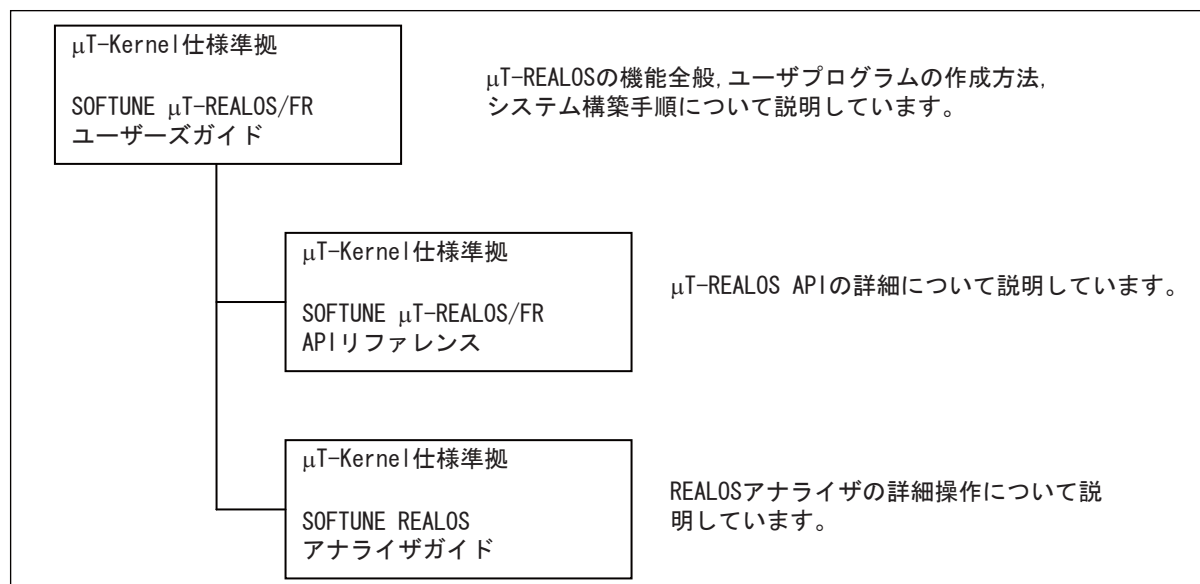 μT-Kernel仕様準拠
SOFTUNE μT-REALOS/FR
ユーザーズガイド
μT-REALOSの機能全般, ユーザプログラムの作成方法,
システム構築手順について説明しています。
μT-Kernel仕様準拠
SOFTUNE μT-REALOS/FR
APIリファレンス
μT-REALOS APIの詳細について説明しています。
μT-Kernel仕様準拠
SOFTUNE REALOS
アナライザガイド
REALOSアナライザの詳細操作について説
明しています。